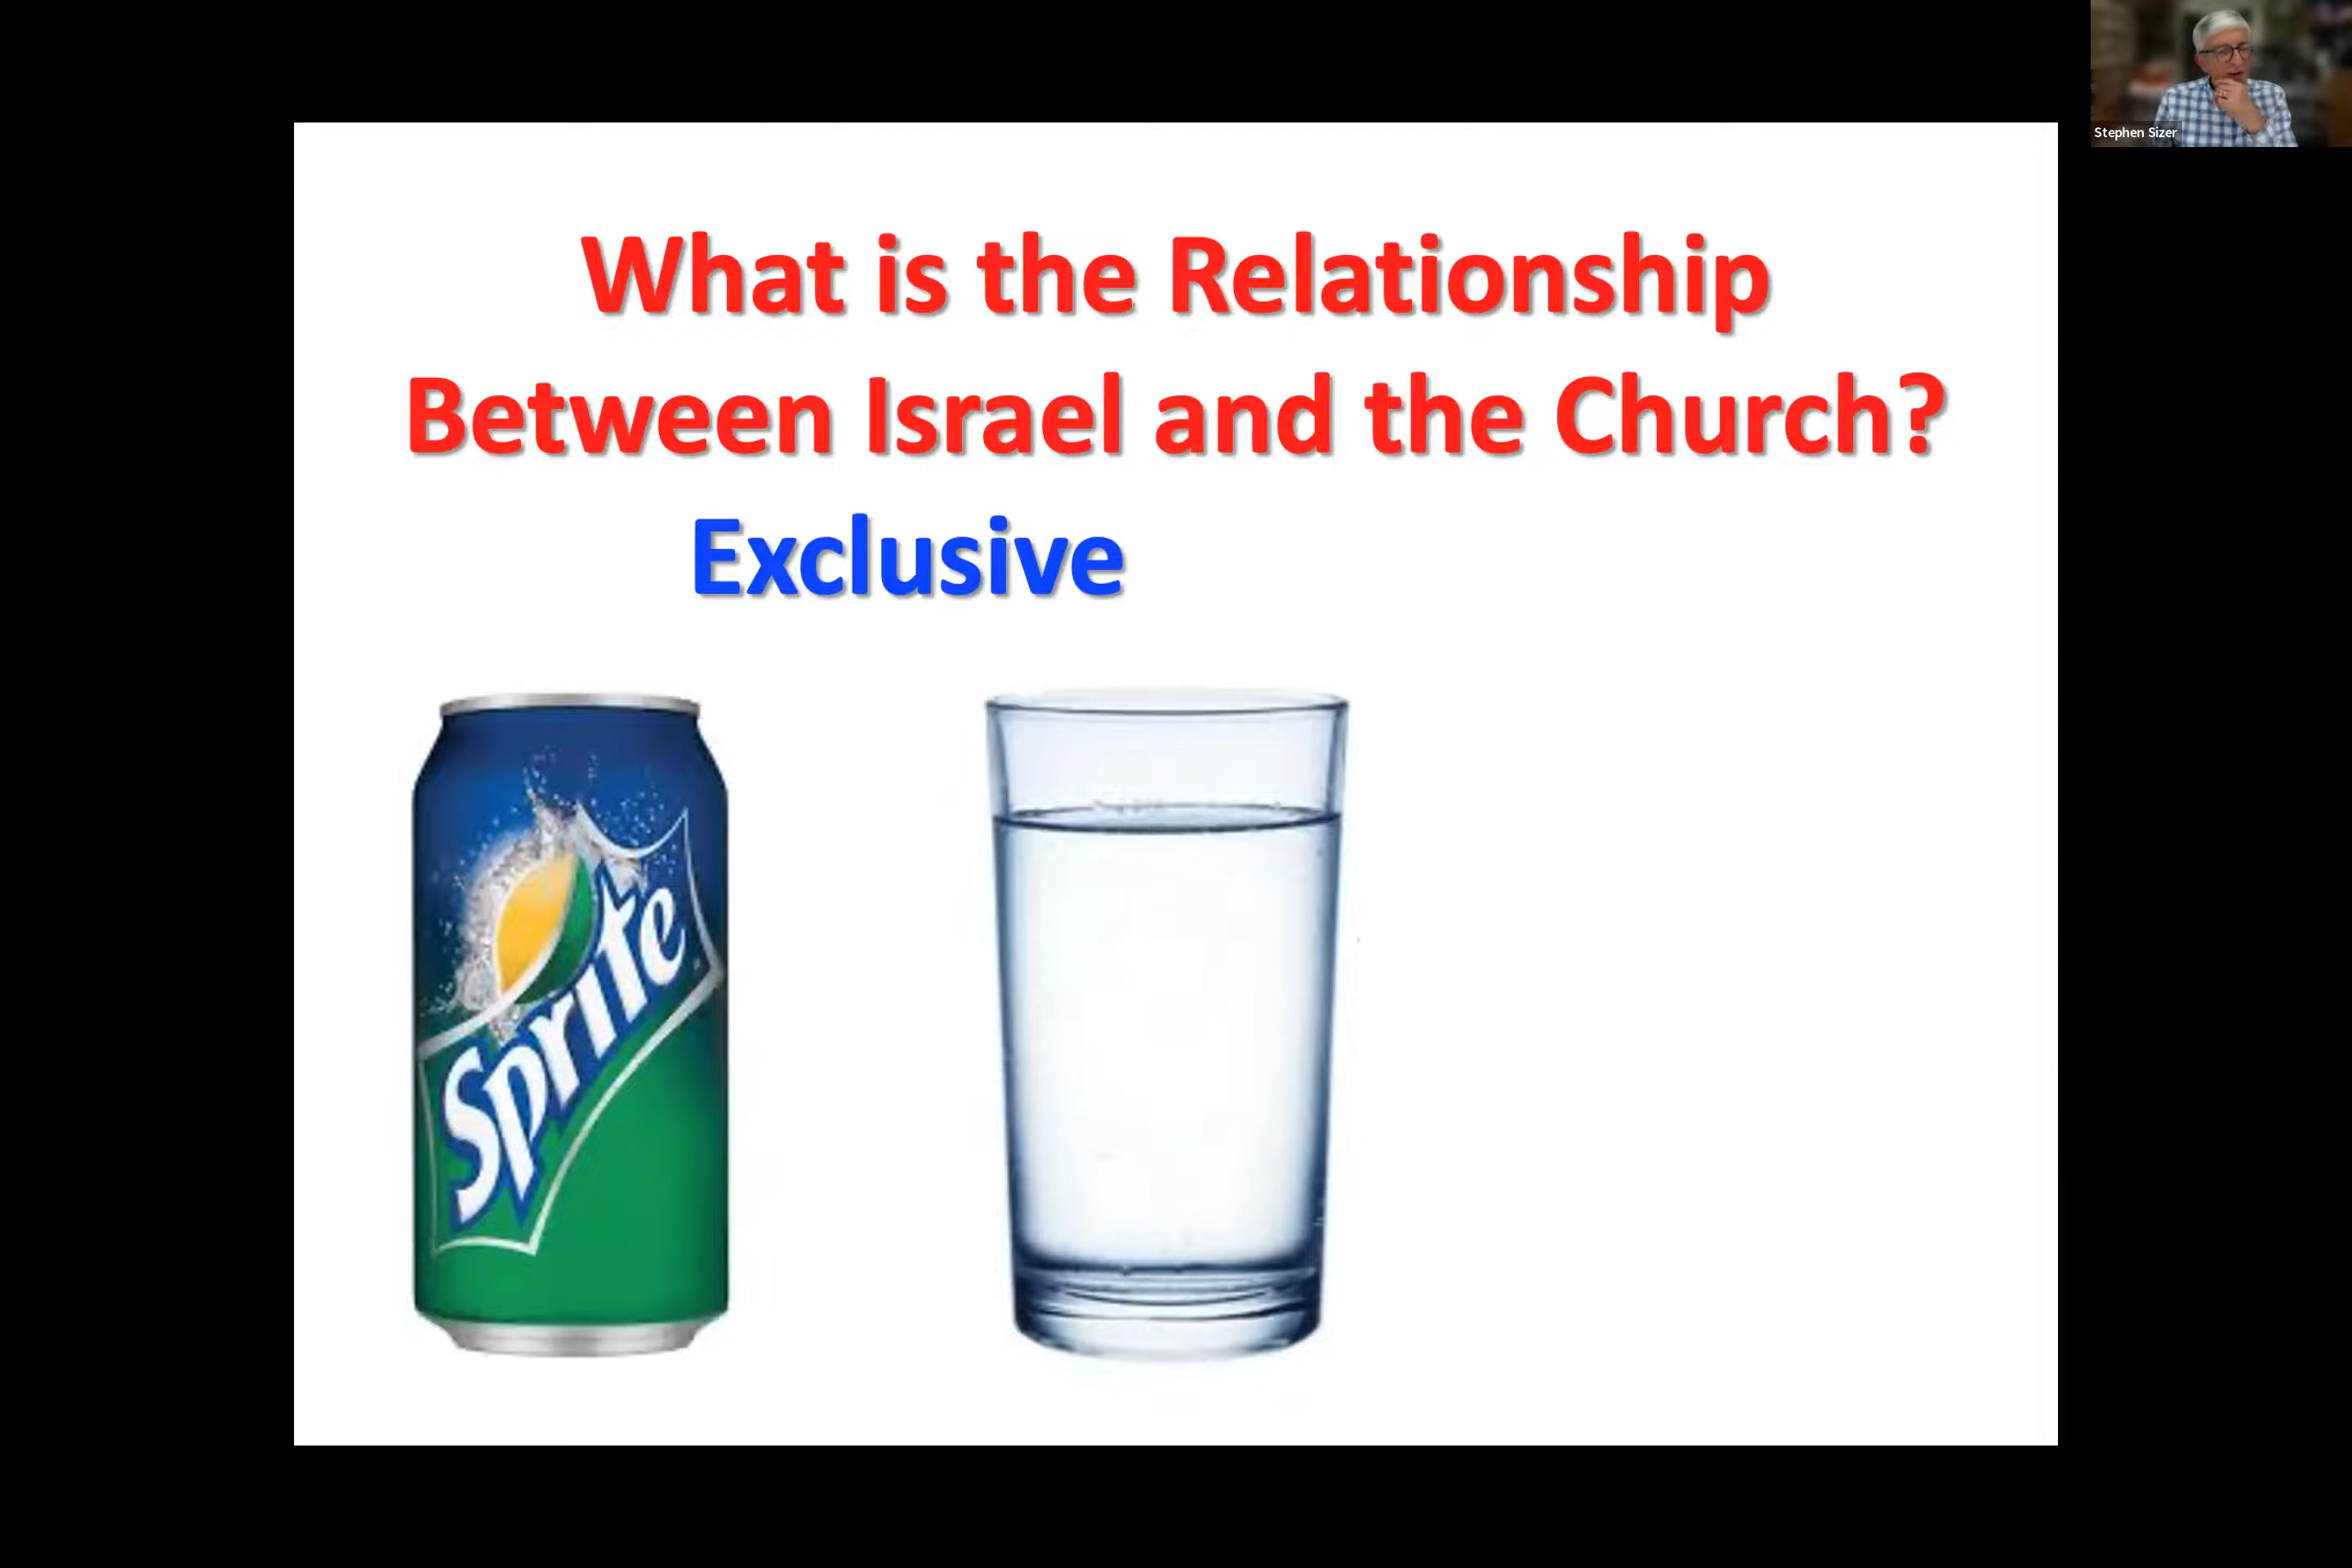 Stephen Sizer
What is the Relationship
Between Israel and the Church?
Exclusive
Sprite